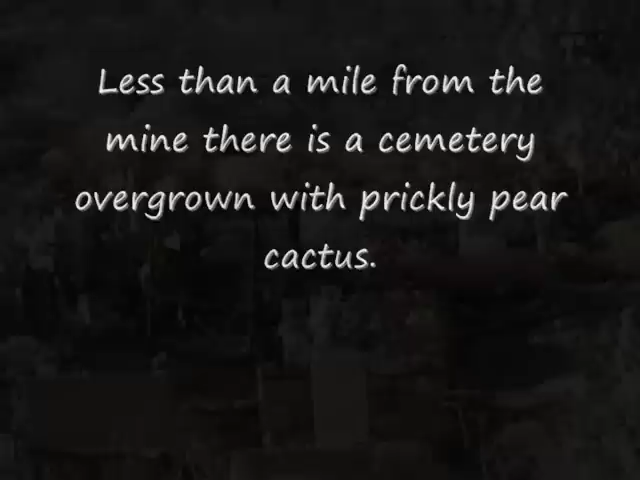 Less than a mile from the
mine there is a cemetery
overgrown with prickly pear
cactus.